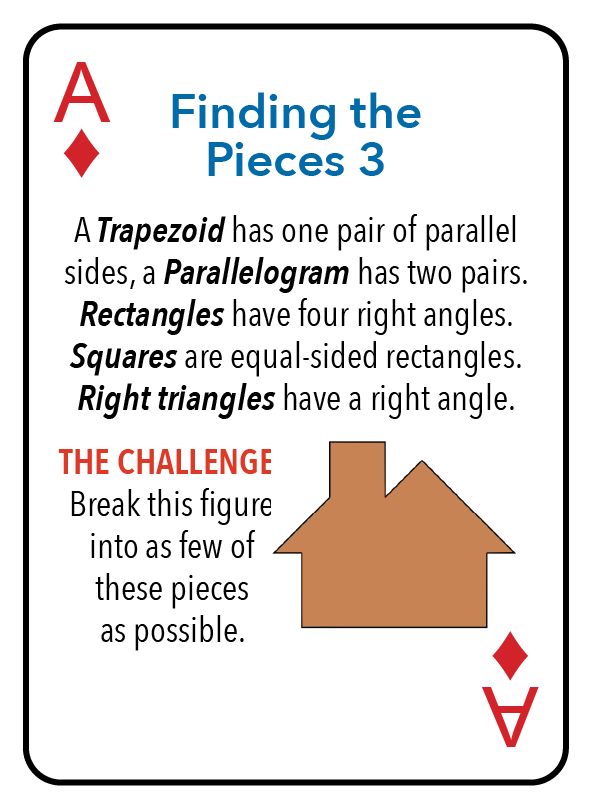 A
Finding the
Pieces 3
A Trapezoid has one pair of parallel
sides, a Parallelogram has two pairs.
Rectangles have four right angles.
Squares are equal-sided rectangles.
Right triangles have a right angle.
THE CHALLENGE
Break this figure
into as few of
these pieces
as possible.
A